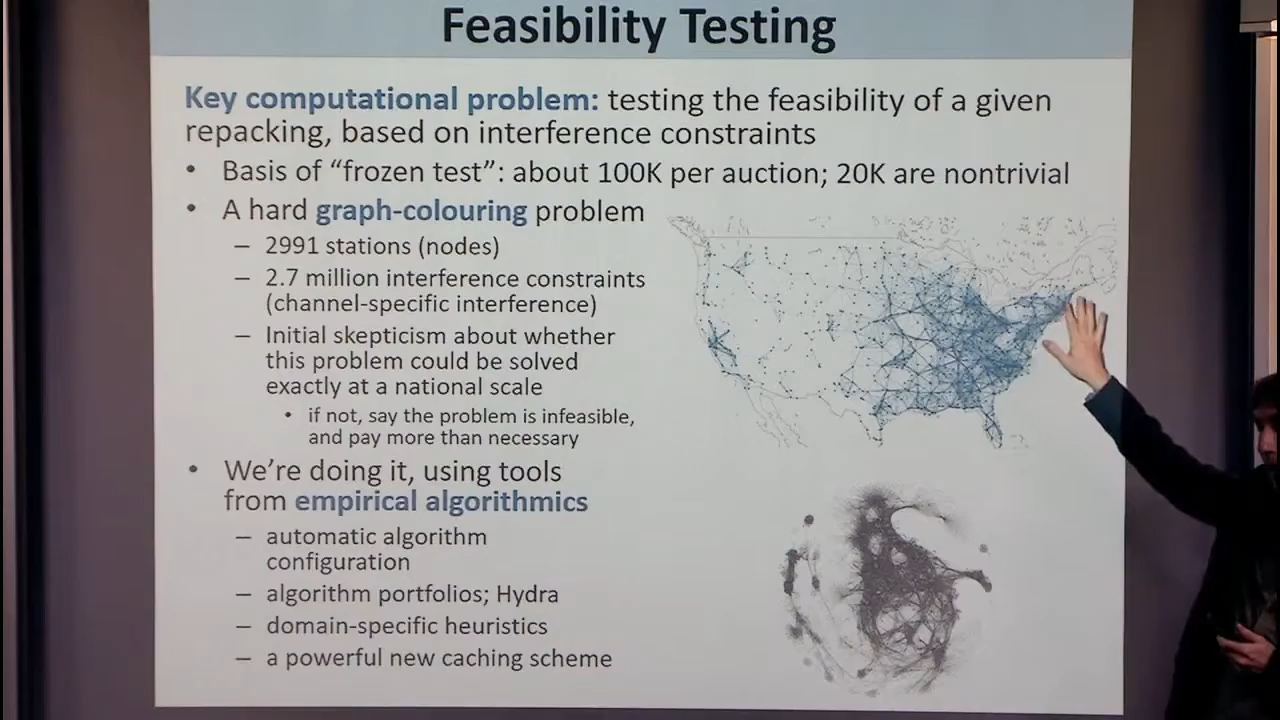 Feasibility Testing
Key computational problem: testing the feasibility of a given
repacking, based on interference constraints
• Basis of “frozen test”: about 100K per auction; 20K are nontrivial
• A hard graph-colouring problem
– 2991 stations (nodes)
– 2.7 million interference constraints
(channel-specific interference)
– Initial skepticism about whether
this problem could be solved
exactly at a national scale
• if not, say the problem is infeasible,
and pay more than necessary
• We’re doing it, using tools
from empirical algorithmics
– automatic algorithm
configuration
– algorithm portfolios; Hydra
– domain-specific heuristics
– a powerful new caching scheme